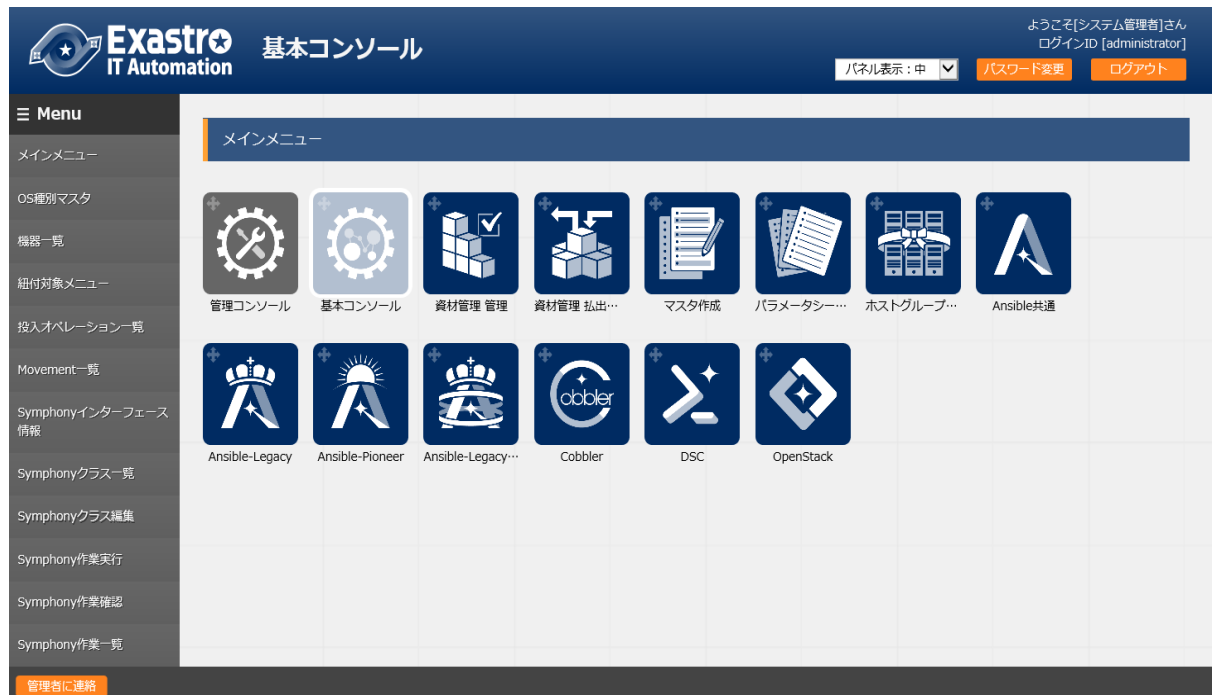 Exastro
IT Automation
基本コンソール
ようこそ[システム管理者]さん
ログインID [administrator]
パネル表示：中
パスワード変更
ログアウト
☰ Menu
メインメニュー
OS種別マスタ
機器一覧
紐付対象メニュー
投入オペレーション一覧
Movement一覧
Symphonyインターフェース
情報
Symphonyクラス一覧
Symphonyクラス編集
Symphony作業実行
Symphony作業確認
Symphony作業一覧
メインメニュー
管理コンソール
基本コンソール
資材管理 管理
資材管理 払出…
マスタ作成
パラメータシー…
ホストグループ…
Ansible共通
Cobbler
Ansible-Legacy
Ansible-Pioneer
Ansible-Legacy…
Cobbler
DSC
OpenStack
管理者に連絡